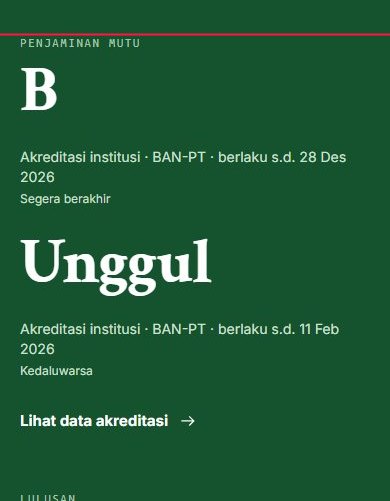 PENJAMINAN MUTU
B
Akreditasi institusi · BAN-PT · berlaku s.d. 28 Des
2026
Segera berakhir
Unggul
Akreditasi institusi · BAN-PT · berlaku s.d. 11 Feb
2026
Kedaluwarsa
Lihat data akreditasi →
LULUSAN